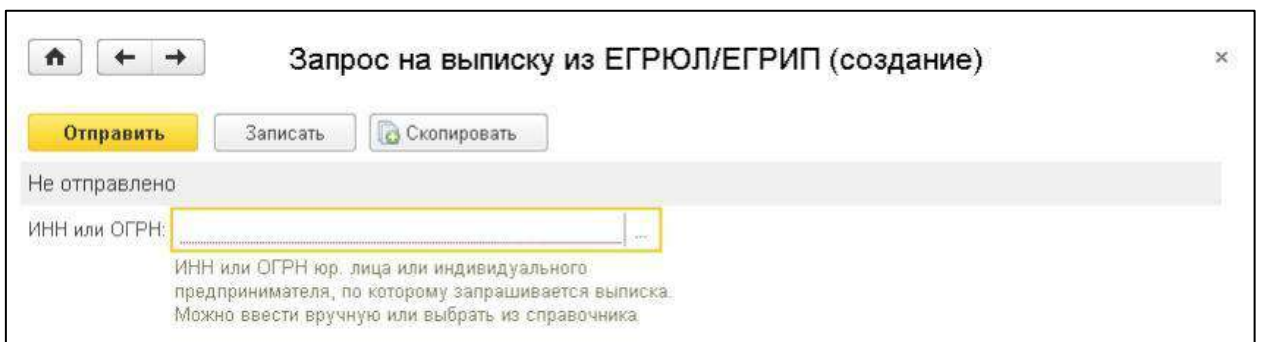 Запрос на выписку из ЕГРЮЛ/ЕГРИП (создание)
Отправить Записать Скопировать
Не отправлено
ИНН или ОГРН: ...
ИНН или ОГРН юр. лица или индивидуального
предпринимателя, по которому запрашивается выписка.
Можно ввести вручную или выбрать из справочника